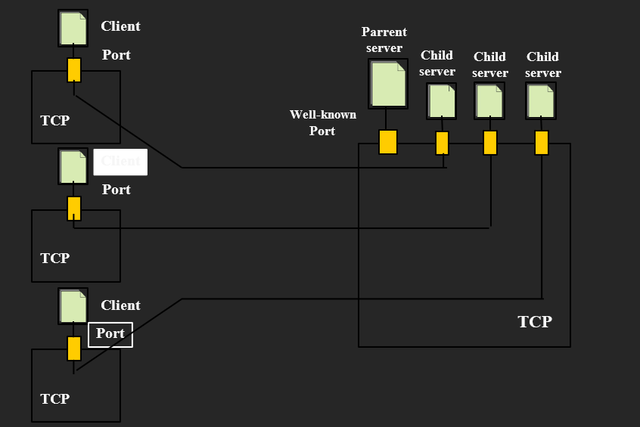 Client
Port
TCP
Client
Port
TCP
Client
Port
TCP
Parrent
server
Child
server
Child
server
Child
server
Well-known
Port
TCP